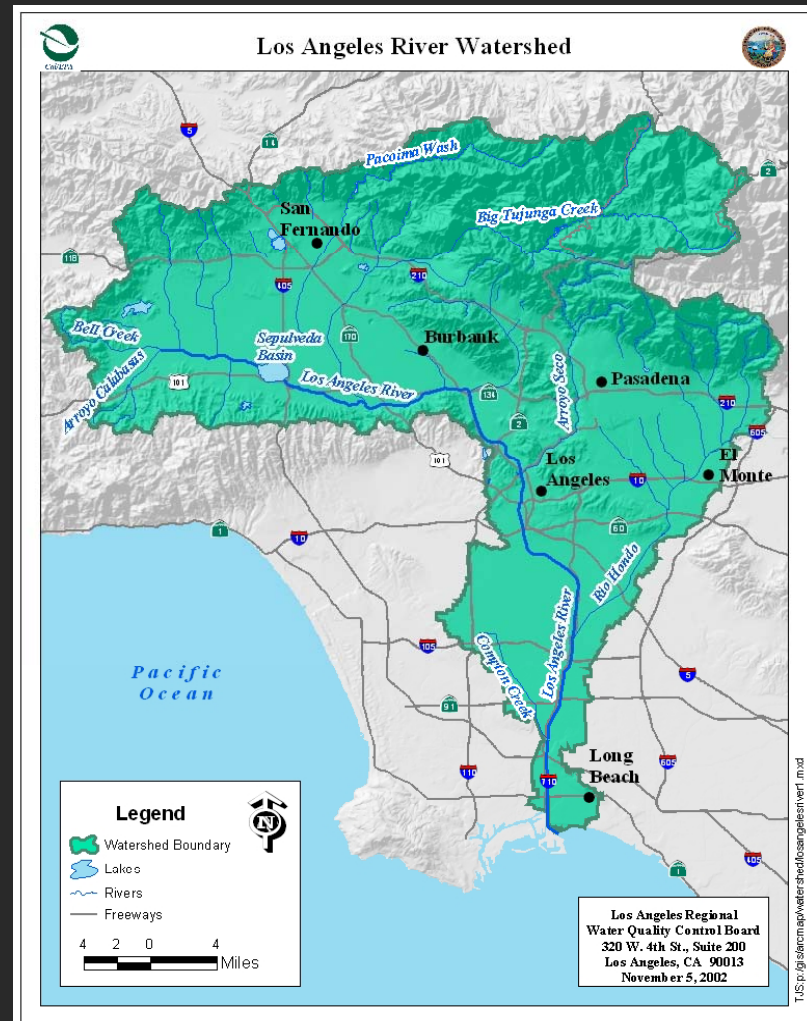 Los Angeles River Watershed
Cal/EPA
5
14
2
Pacoima Wash
San
Fernando
Big Tujunga Creek
118
405
210
Bell Creek
Sepulveda
Basin
170
Burbank
Arroyo Calabasas
101
Los Angeles River
134
2
Arroyo Seco
Pasadena
210
605
101
Los
Angeles
10
El
Monte
1
10
60
Rio Hondo
Los Angeles River
Compton Creek
105
5
Pacific
Ocean
91
110
710
Long
Beach
605
405
1
Legend
N
Watershed Boundary
Lakes
Rivers
Freeways
4 2 0 4
Miles
Los Angeles Regional
Water Quality Control Board
320 W. 4th St., Suite 200
Los Angeles, CA 90013
November 5, 2002
TJS:p:/gis/arcmap/watershed/losangelesriver1.mxd